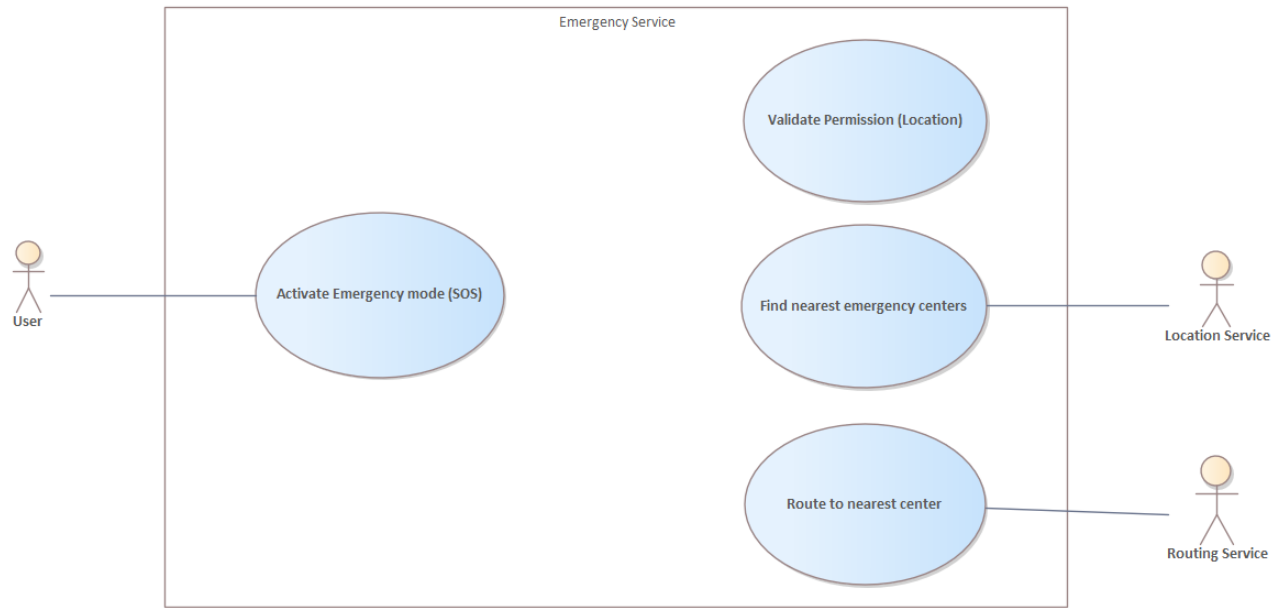 Emergency Service
Validate Permission (Location)
Activate Emergency mode (SOS)
Find nearest emergency centers
User
Location Service
Route to nearest center
Routing Service